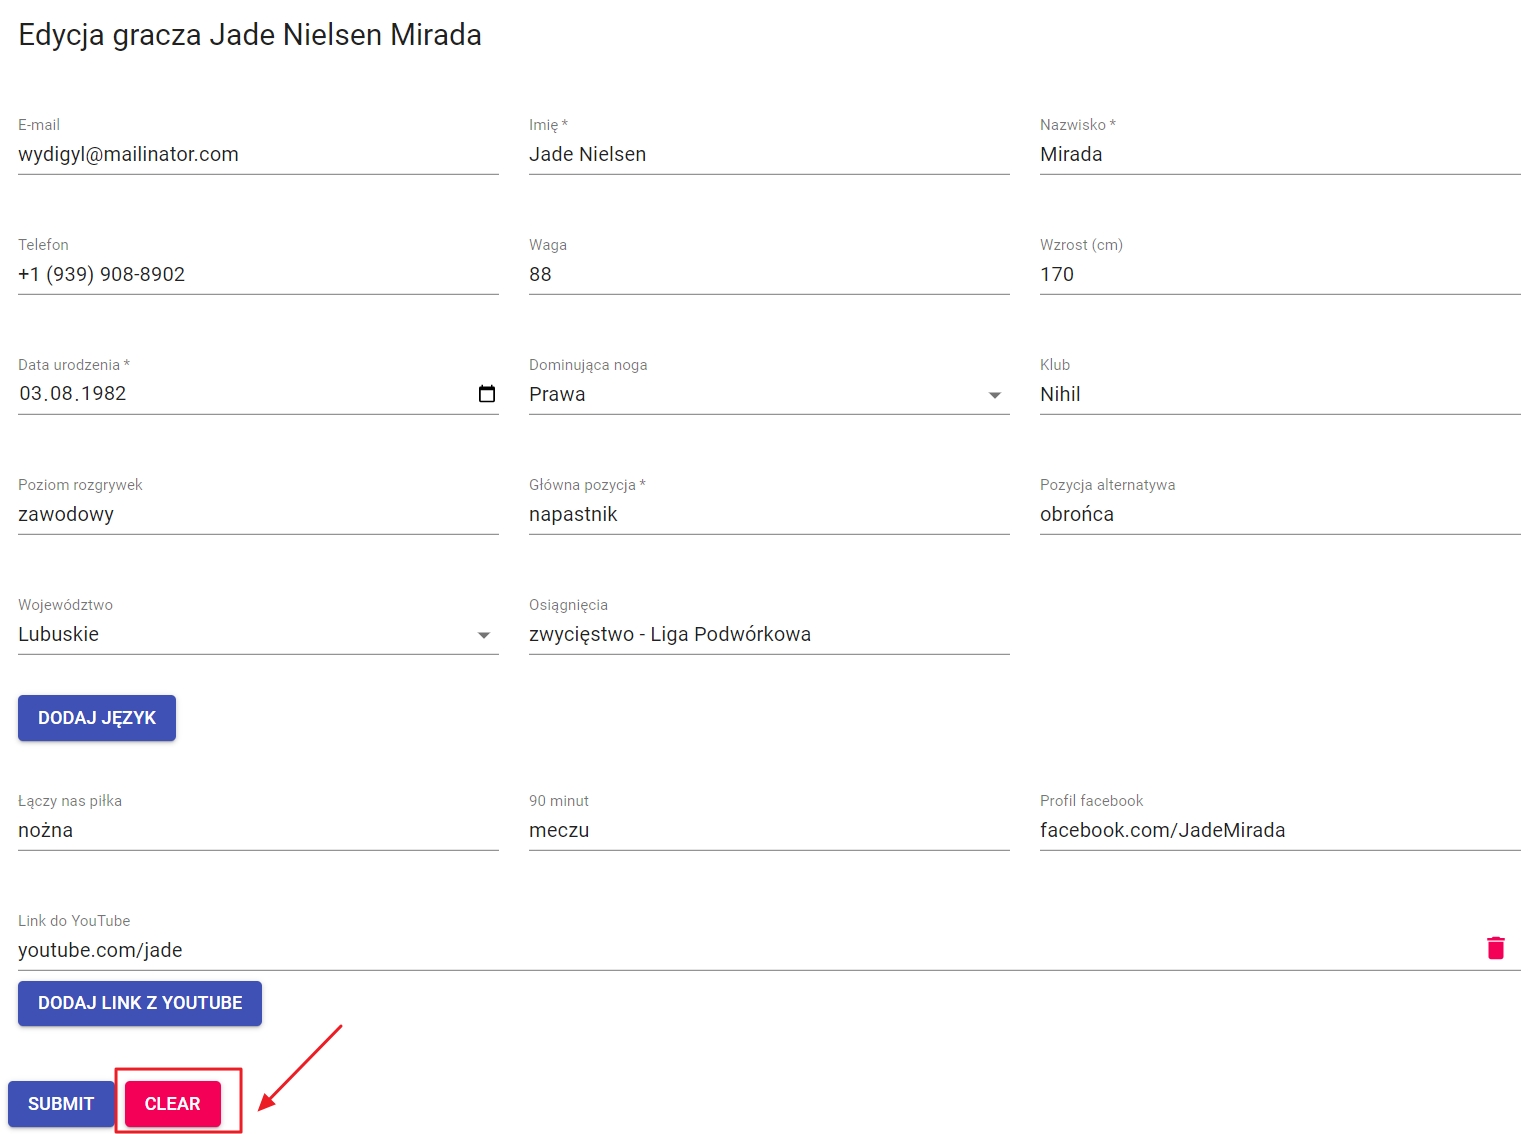 Edycja gracza Jade Nielsen Mirada
E-mail
wydigyl@mailinator.com
Imię *
Jade Nielsen
Nazwisko *
Mirada
Telefon
+1 (939) 908-8902
Waga
88
Wzrost (cm)
170
Data urodzenia *
03.08.1982
Dominująca noga
Prawa
Klub
Nihil
Poziom rozgrywek
zawodowy
Główna pozycja *
napastnik
Pozycja alternatywa
obrońca
Województwo
Lubuskie
Osiągnięcia
zwycięstwo - Liga Podwórkowa
DODAJ JĘZYK
Łączy nas piłka
nożna
90 minut
meczu
Profil facebook
facebook.com/JadeMirada
Link do YouTube
youtube.com/jade
DODAJ LINK Z YOUTUBE
SUBMIT
CLEAR